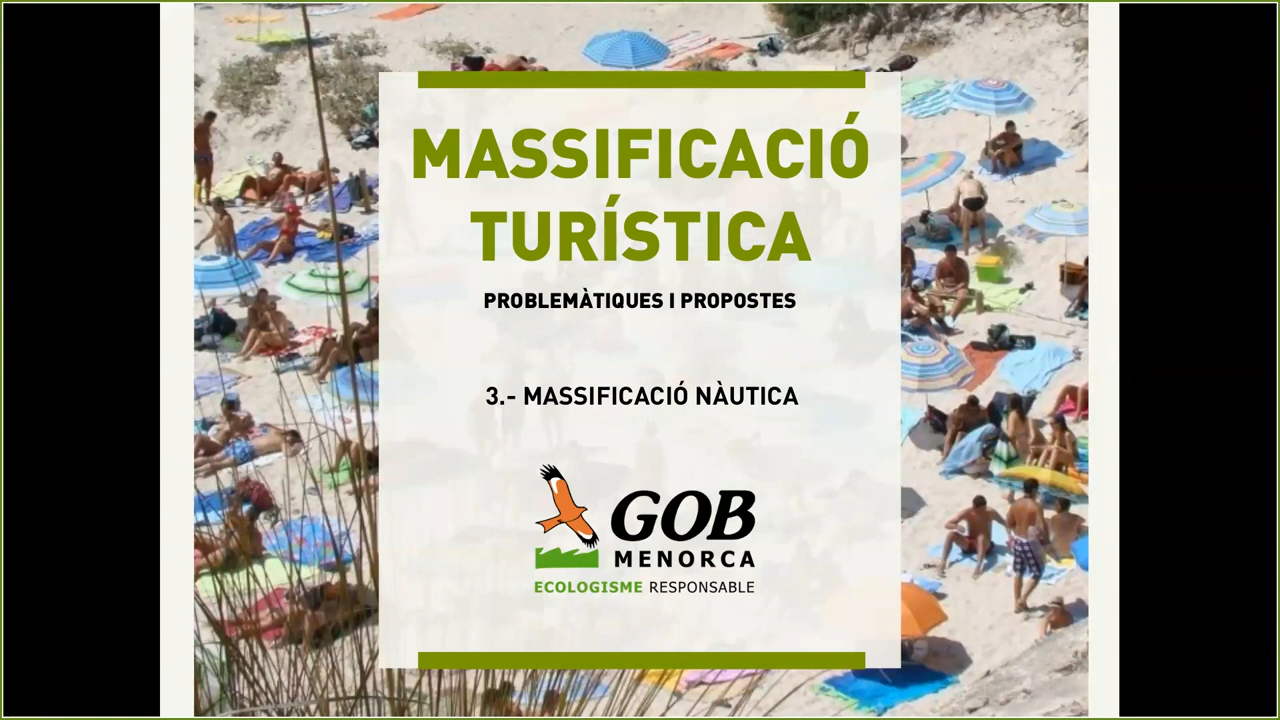 MASSIFICACIÓ
TURÍSTICA
PROBLEMÀTIQUES I PROPOSTES
3.- MASSIFICACIÓ NÀUTICA
GOB
MENORCA
ECOLOGISME RESPONSABLE